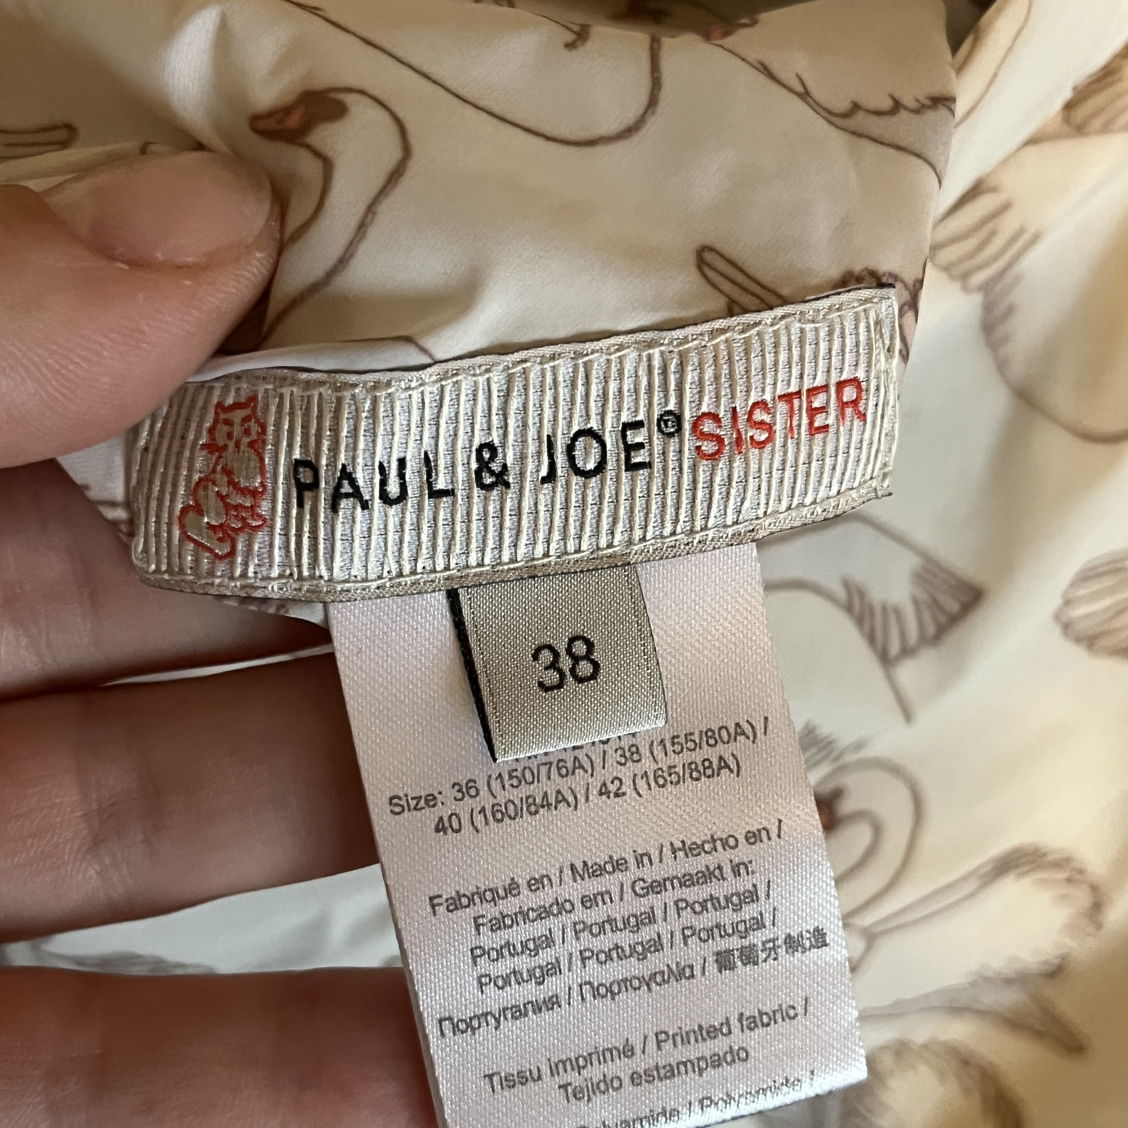 PAUL & JOE® SISTER
38
Size: 36 (150/76A) / 38 (155/80A) /
40 (160/84A) / 42 (165/88A)
Fabriqué en / Made in / Hecho en /
Fabricado em / Gemaakt in:
Portugal / Portugal / Portugal /
Portugal / Portugal / Portugal /
Португалия / Πορτογαλία / 葡萄牙制造
Tissu imprimé / Printed fabric /
Tejido estampado
/ Polyamide /